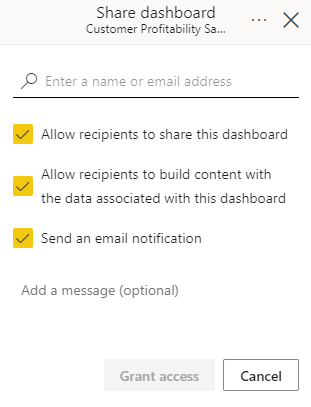 Share dashboard
Customer Profitability Sa...
Enter a name or email address
Allow recipients to share this dashboard
Allow recipients to build content with
the data associated with this dashboard
Send an email notification
Add a message (optional)
Grant access Cancel